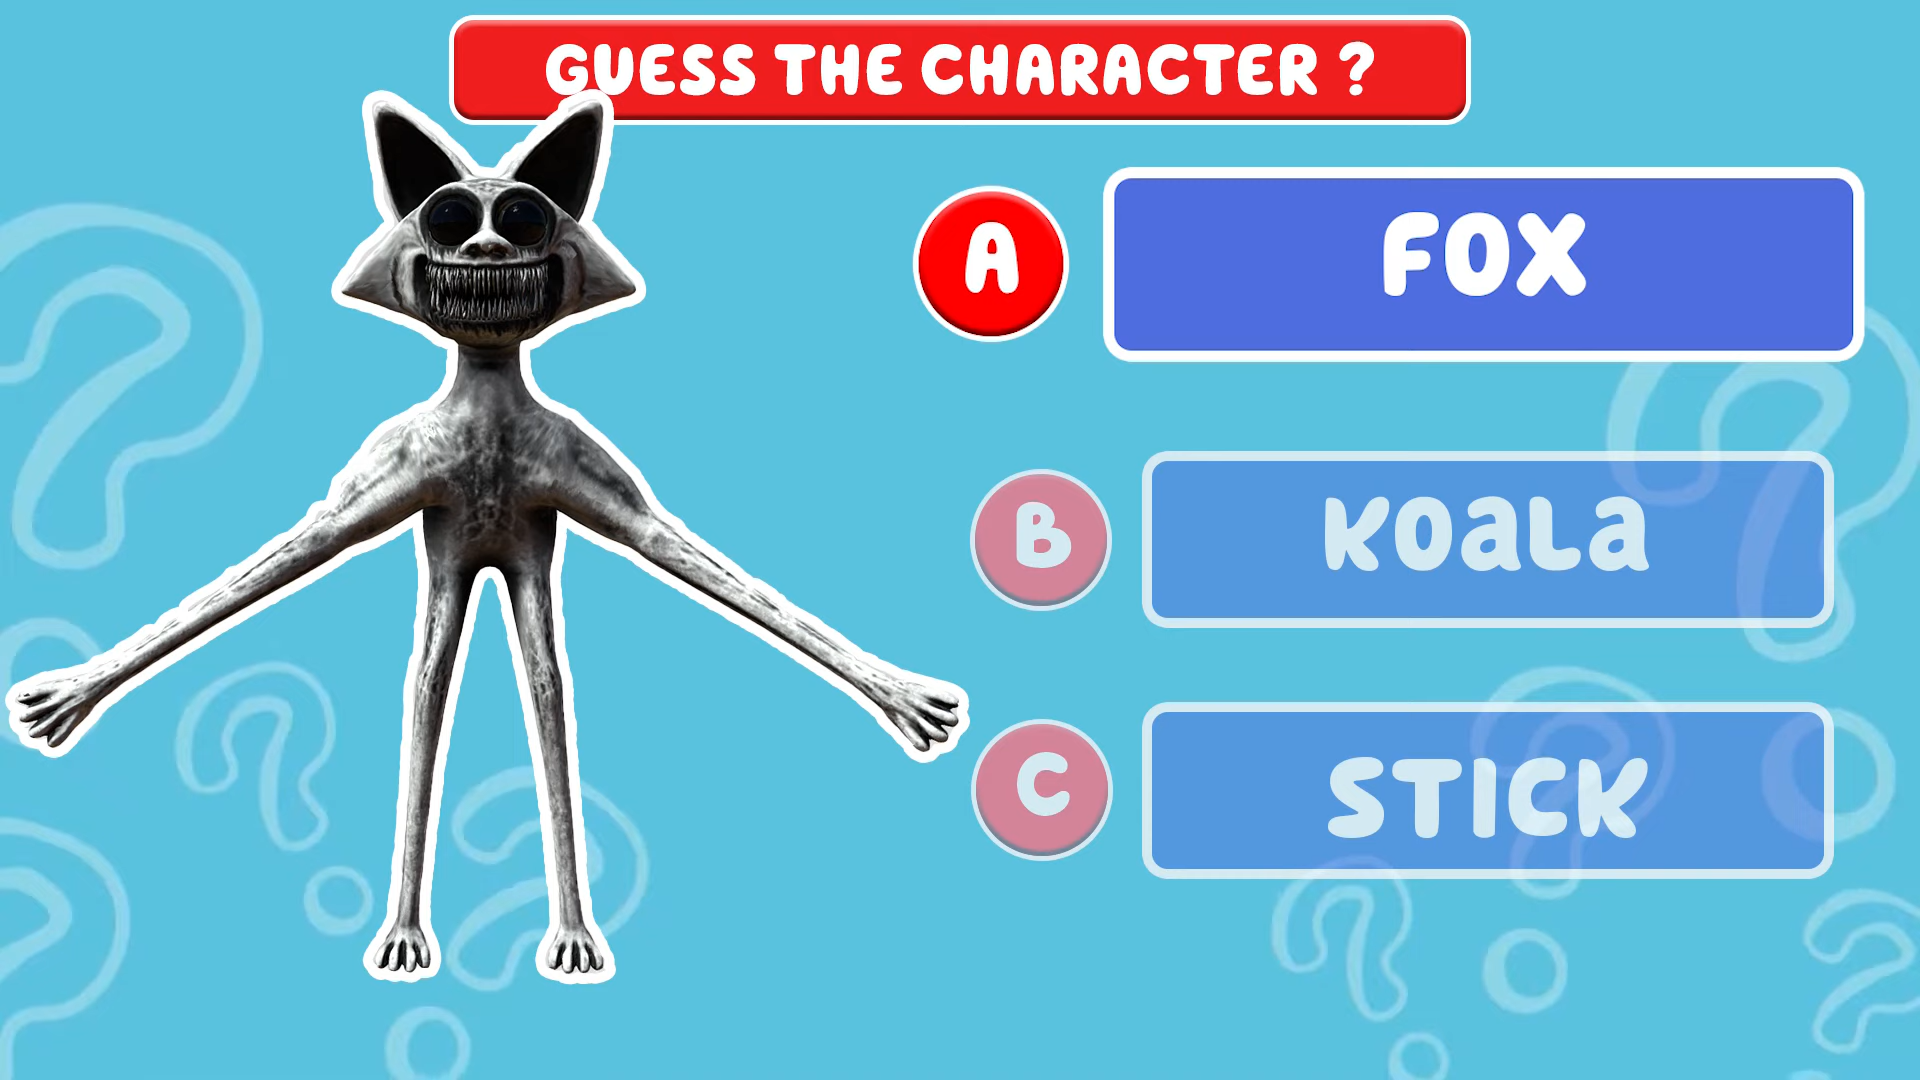 GUESS THE CHARACTER ?
A
FOX
B
KOALA
C
STICK